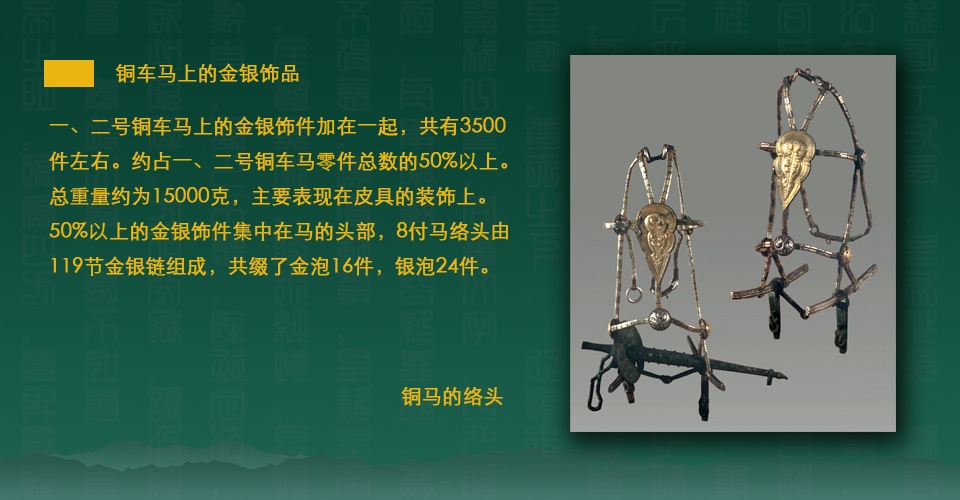 铜车马上的金银饰品
一、二号铜车马上的金银饰件加在一起，共有3500
件左右。约占一、二号铜车马零件总数的50%以上。
总重量约为15000克，主要表现在皮具的装饰上。
50%以上的金银饰件集中在马的头部，8付马络头由
119节金银链组成，共缀了金泡16件，银泡24件。
铜马的络头